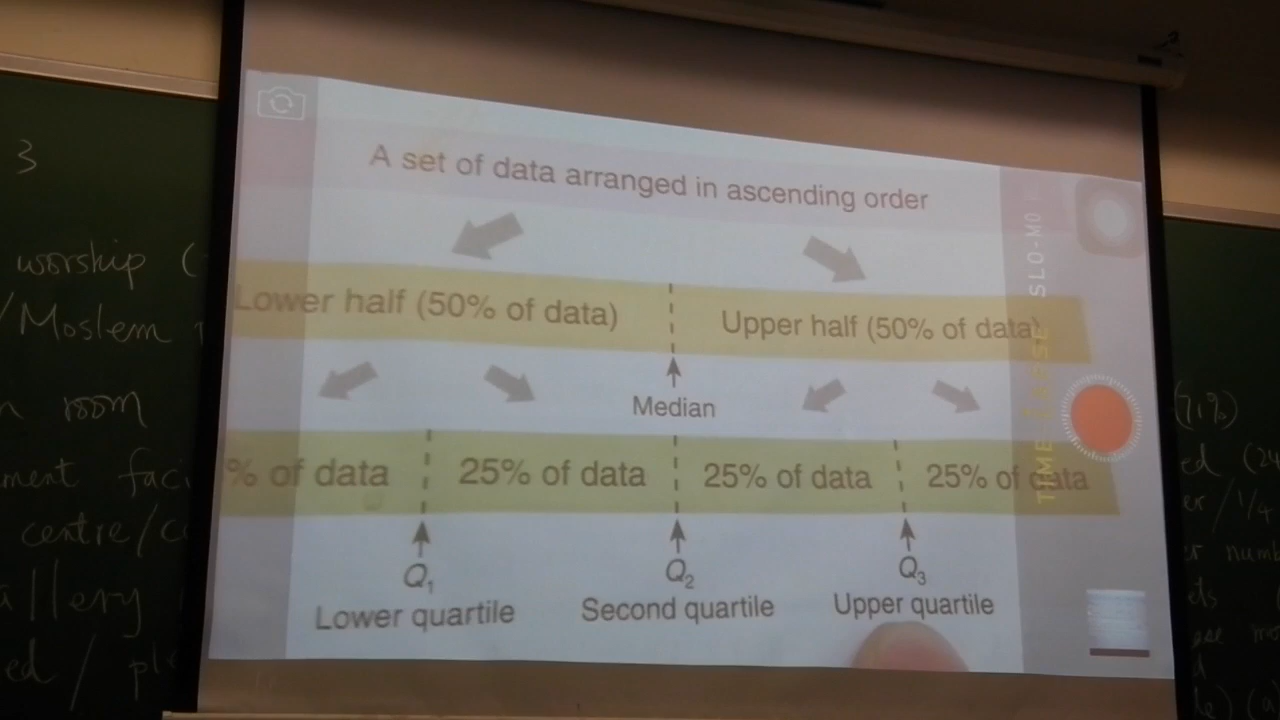 A set of data arranged in ascending order
Lower half (50% of data)
Upper half (50% of data)
Median
% of data
25% of data
25% of data
25% of data
Q1
Q2
Q3
Lower quartile
Second quartile
Upper quartile
SLO-MO
TIME-LAPSE
3
worship (
/Moslem
room
ment faci
centre/c
allery
ed/ pl
(71%)
ed (24
er/1/4
r numb
ets